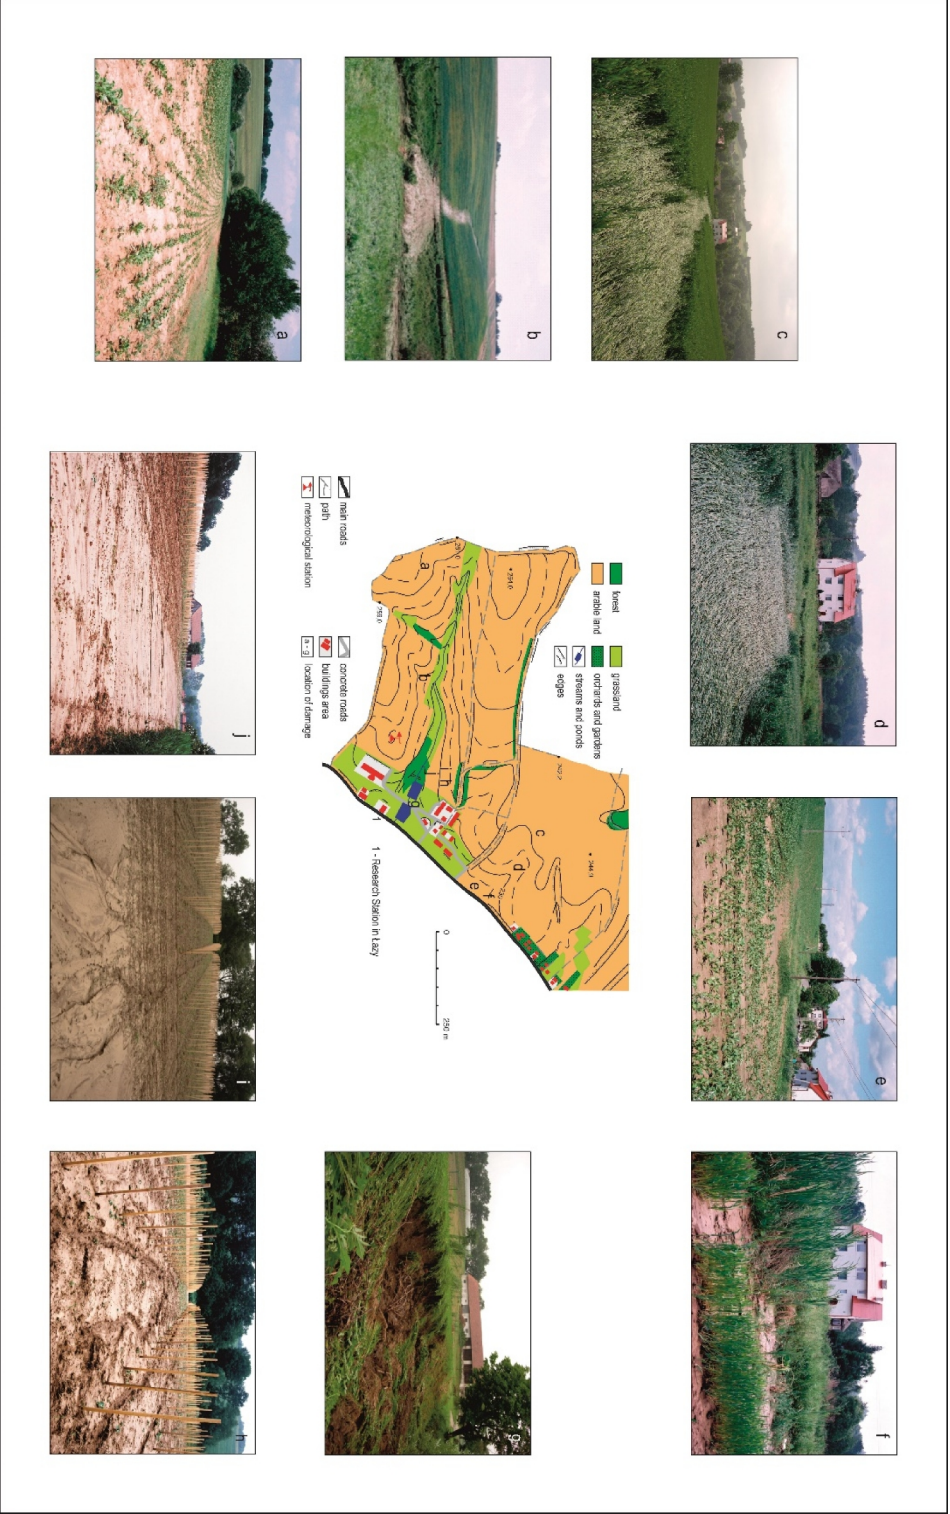 a
b
c
d
e
f
g
h
i
j
forest
arable land
grassland
orchards and gardens
streams and ponds
edges
main roads
path
meteorological station
concrete roads
buildings area
a - g location of damage
a
b
c
d
e
f
g
h
1
1 - Research Station in Łazy
0
250 m